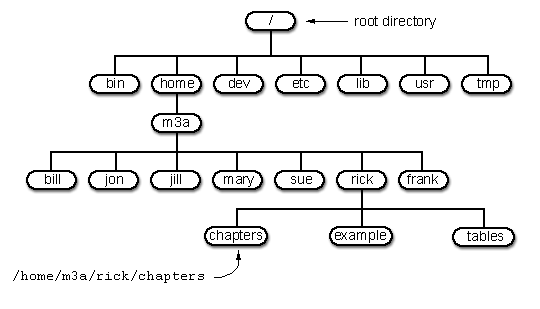 / root directory
bin home dev etc lib usr tmp
m3a
bill jon jill mary sue rick frank
chapters example tables
/home/m3a/rick/chapters